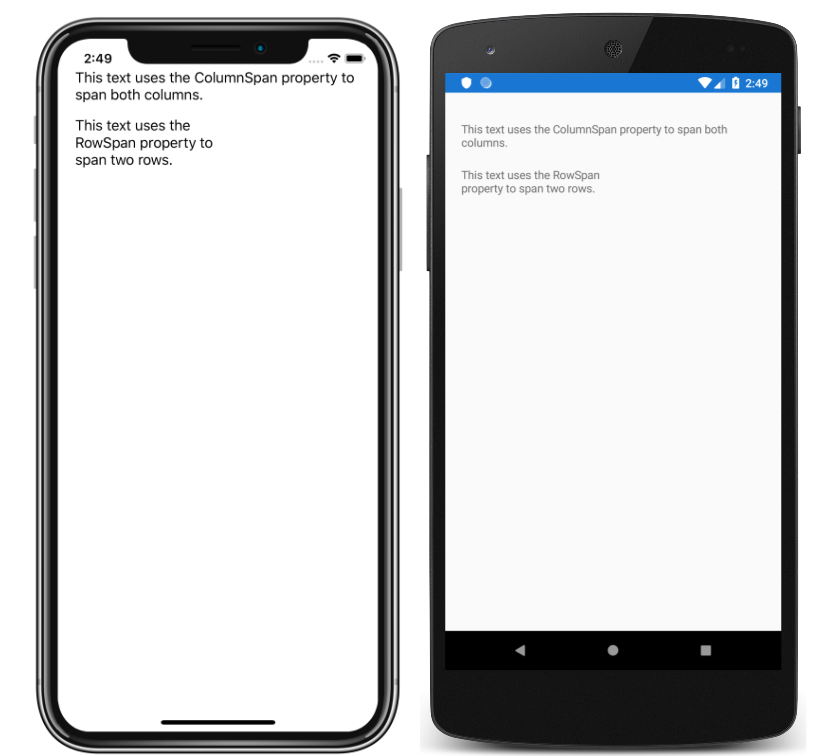 2:49
This text uses the ColumnSpan property to
span both columns.
This text uses the
RowSpan property to
span two rows.
2:49
This text uses the ColumnSpan property to span both
columns.
This text uses the RowSpan
property to span two rows.